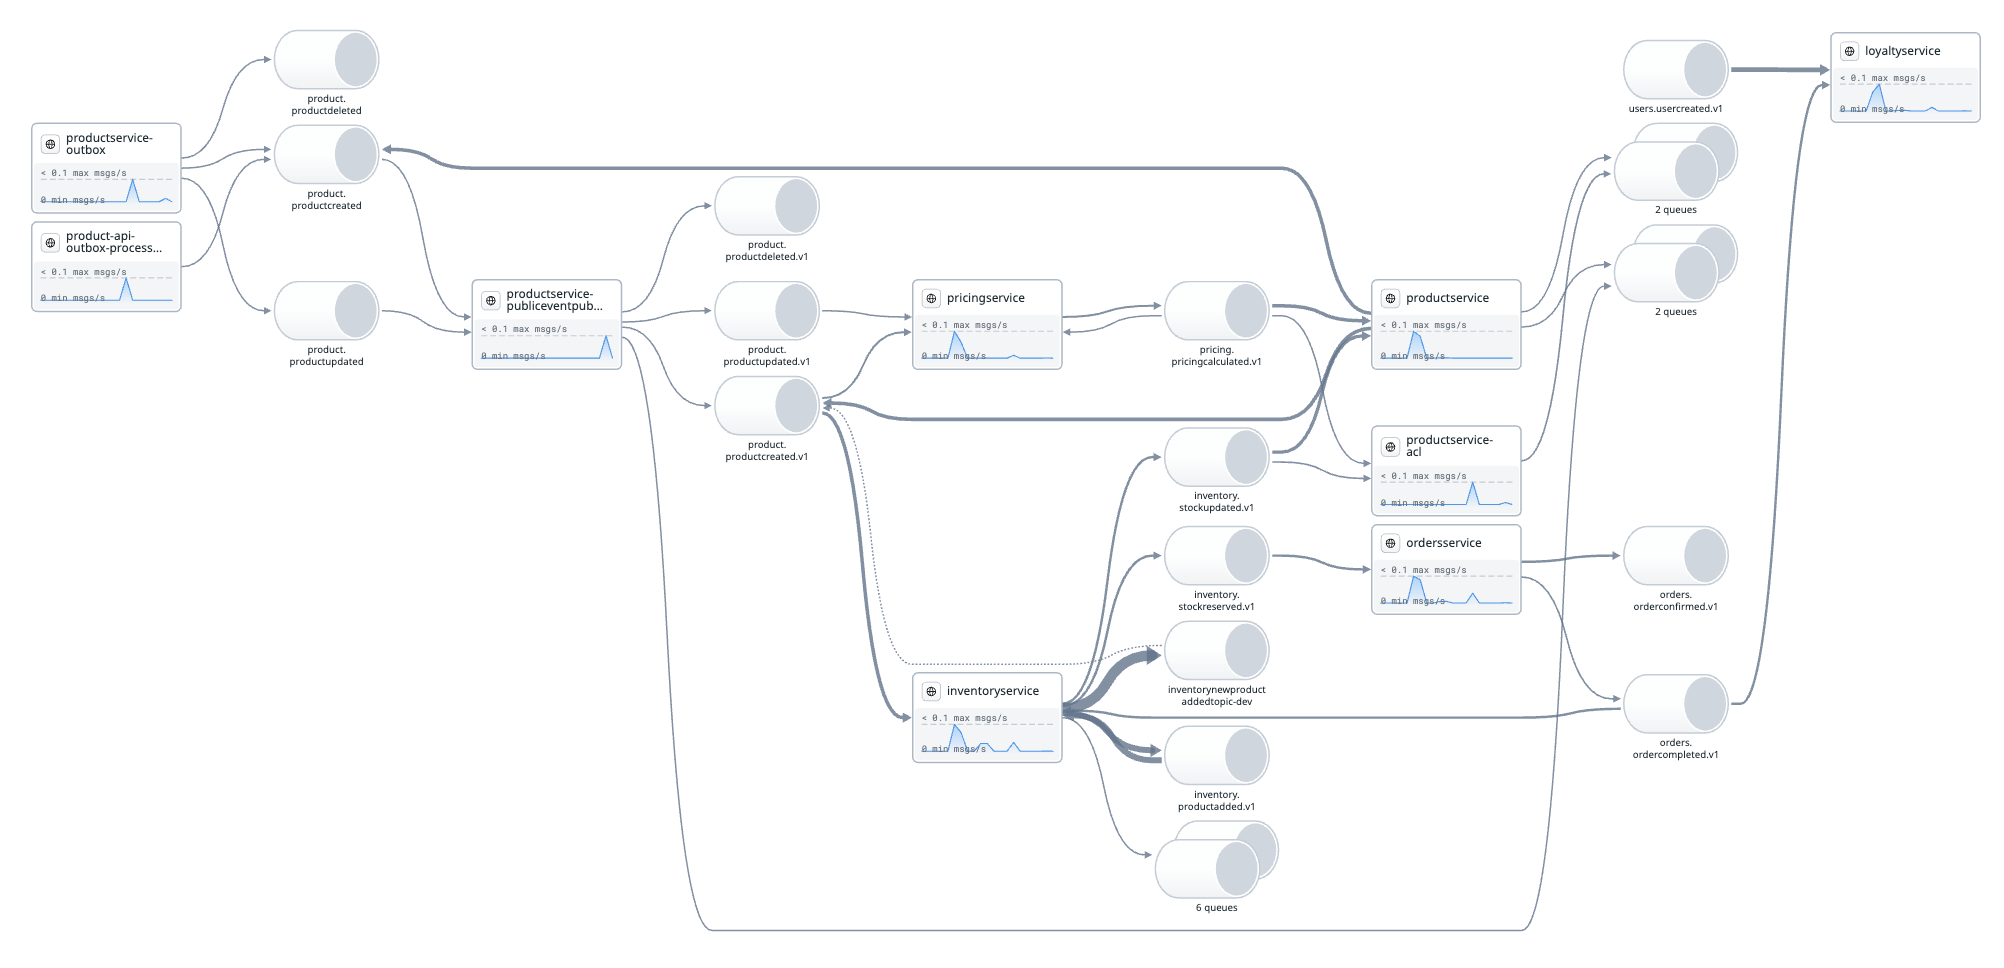 product.
productdeleted
productservice-
outbox
< 0.1 max msgs/s
0 min msgs/s
product.
productcreated
product-api-
outbox-process...
< 0.1 max msgs/s
0 min msgs/s
product.
productupdated
productservice-
publiceventpub...
< 0.1 max msgs/s
0 min msgs/s
product.
productdeleted.v1
product.
productupdated.v1
product.
productcreated.v1
pricingservice
< 0.1 max msgs/s
0 min msgs/s
inventoryservice
< 0.1 max msgs/s
0 min msgs/s
pricing.
pricingcalculated.v1
inventory.
stockupdated.v1
inventory.
stockreserved.v1
inventorynewproduct
addedtopic-dev
inventory.
productadded.v1
6 queues
productservice
< 0.1 max msgs/s
0 min msgs/s
productservice-
acl
< 0.1 max msgs/s
0 min msgs/s
ordersservice
< 0.1 max msgs/s
0 min msgs/s
users.usercreated.v1
2 queues
2 queues
orders.
orderconfirmed.v1
orders.
ordercompleted.v1
loyaltyservice
< 0.1 max msgs/s
0 min msgs/s